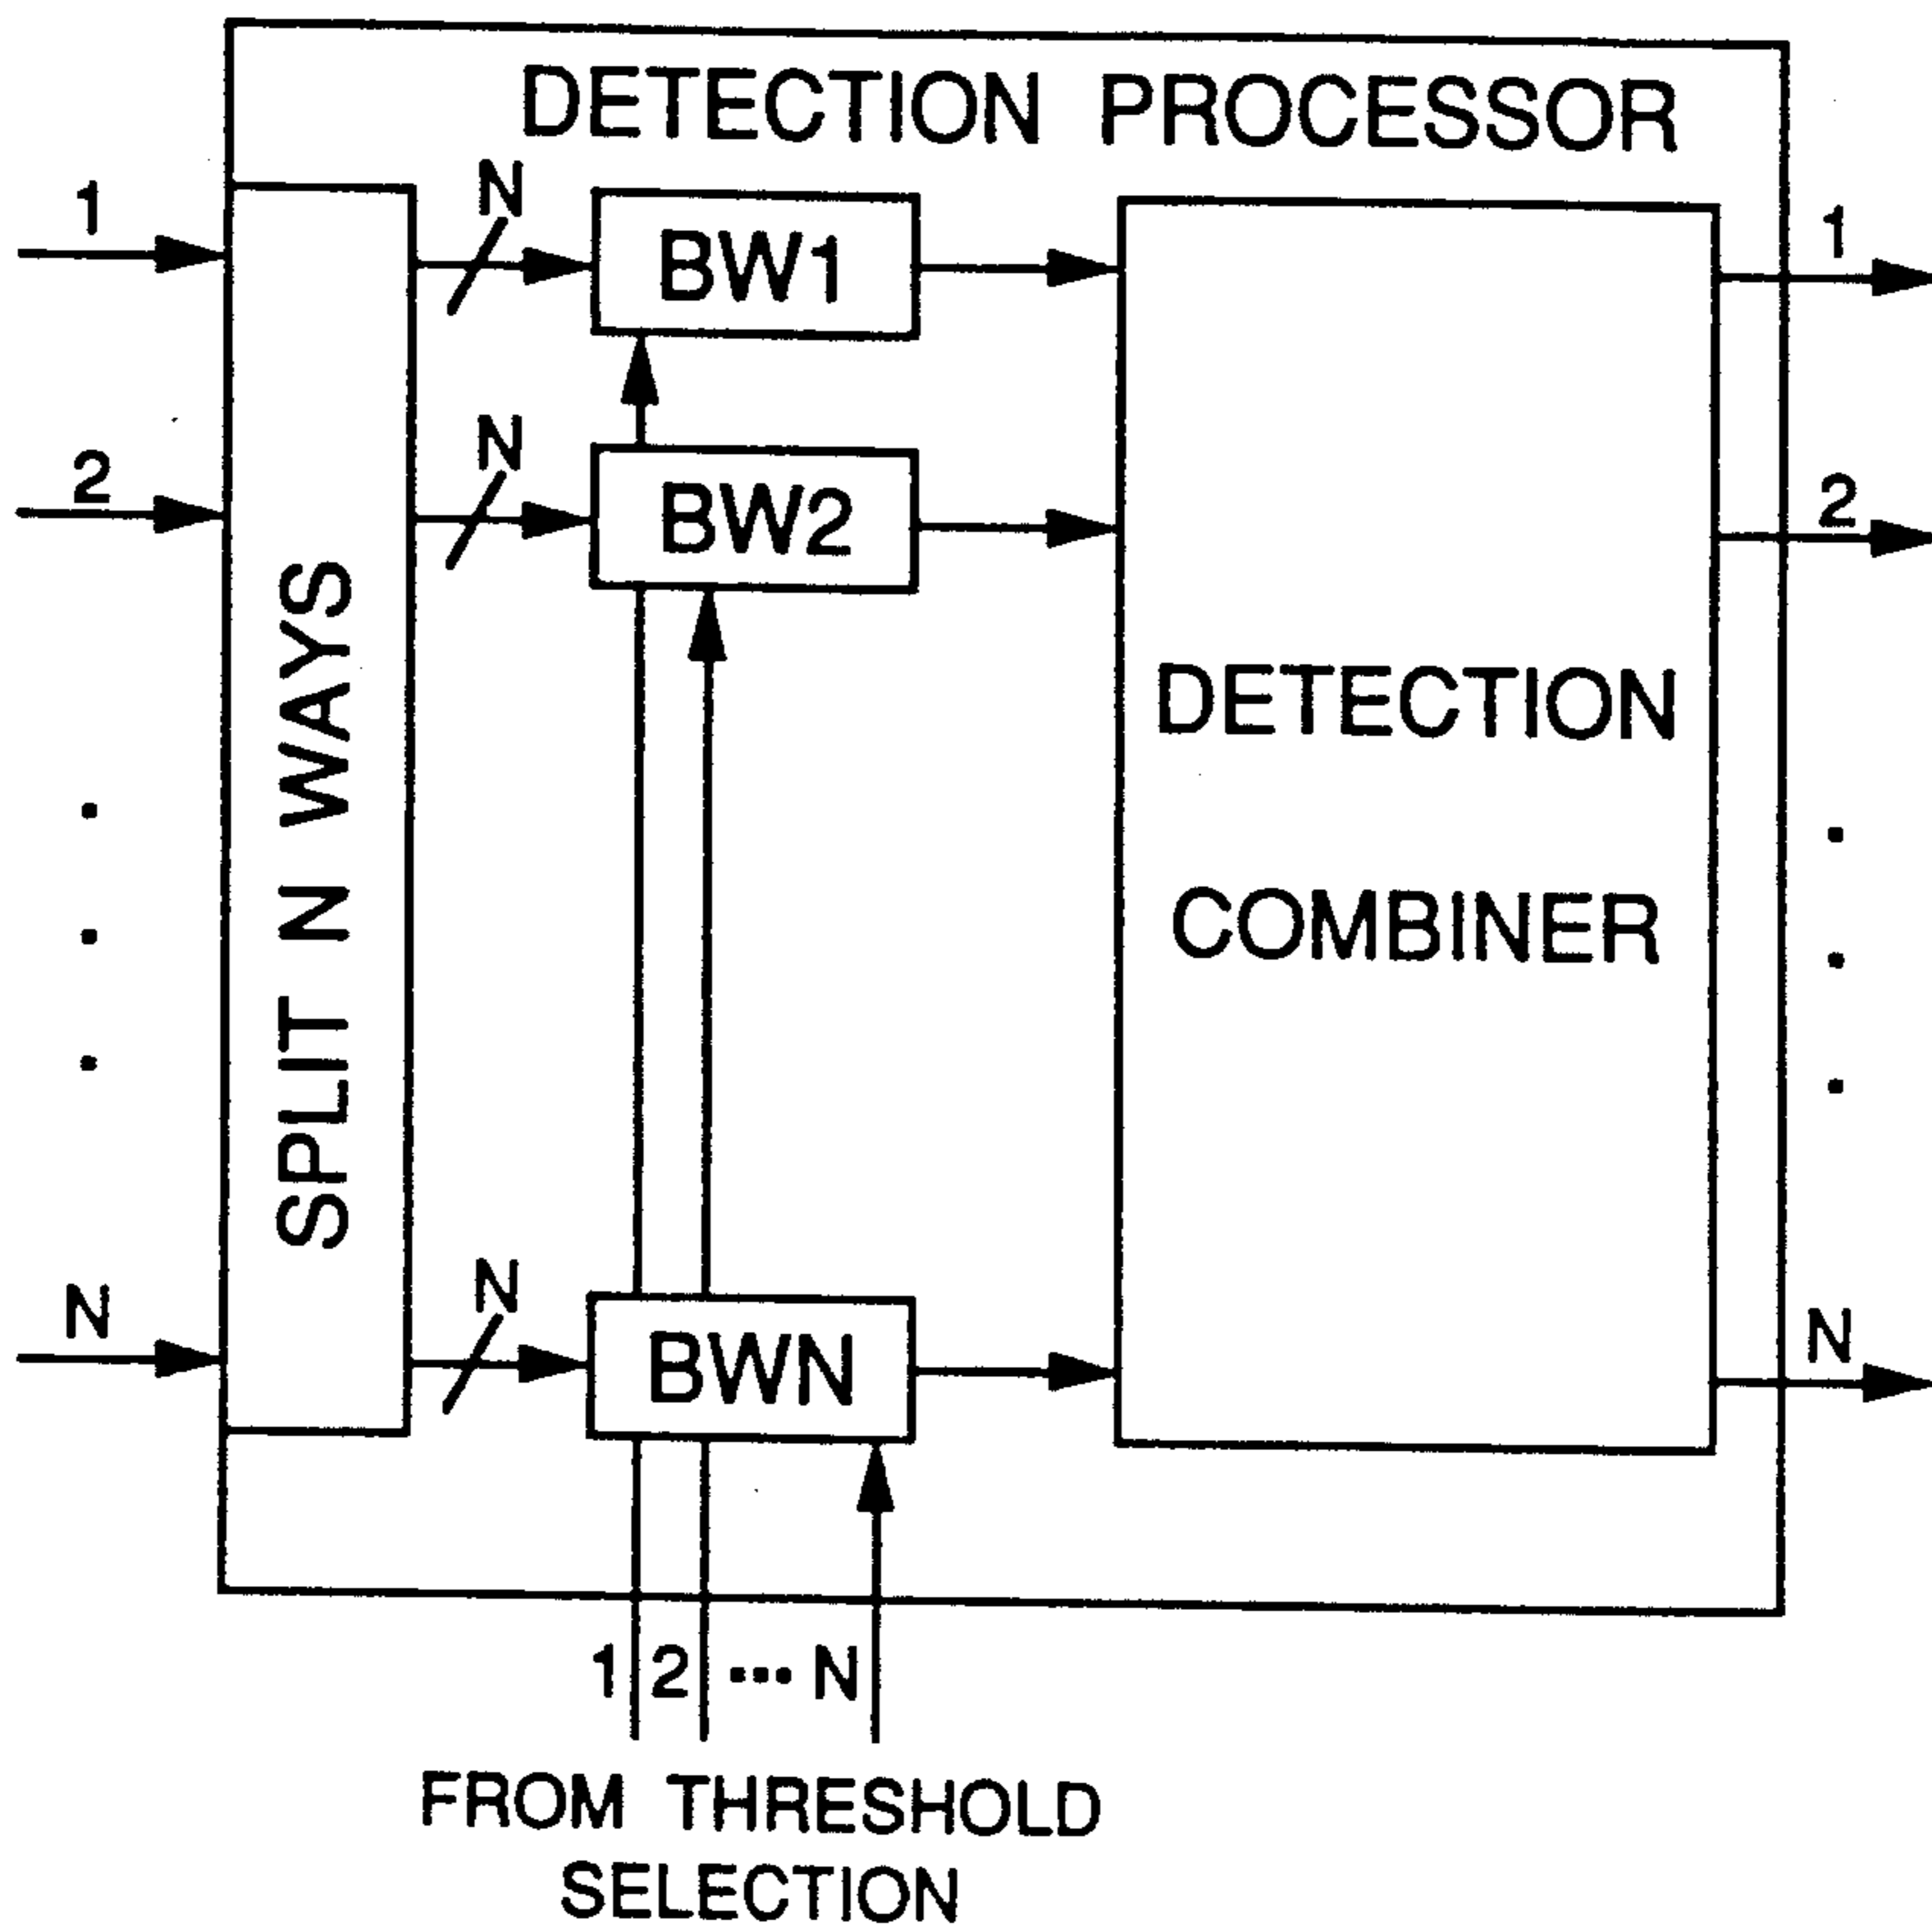 DETECTION PROCESSOR
1
N
BW1
1
2
N
BW2
2
SPLIT N WAYS
DETECTION
COMBINER
N
N
BWN
N
1 2 ... N
FROM THRESHOLD
SELECTION